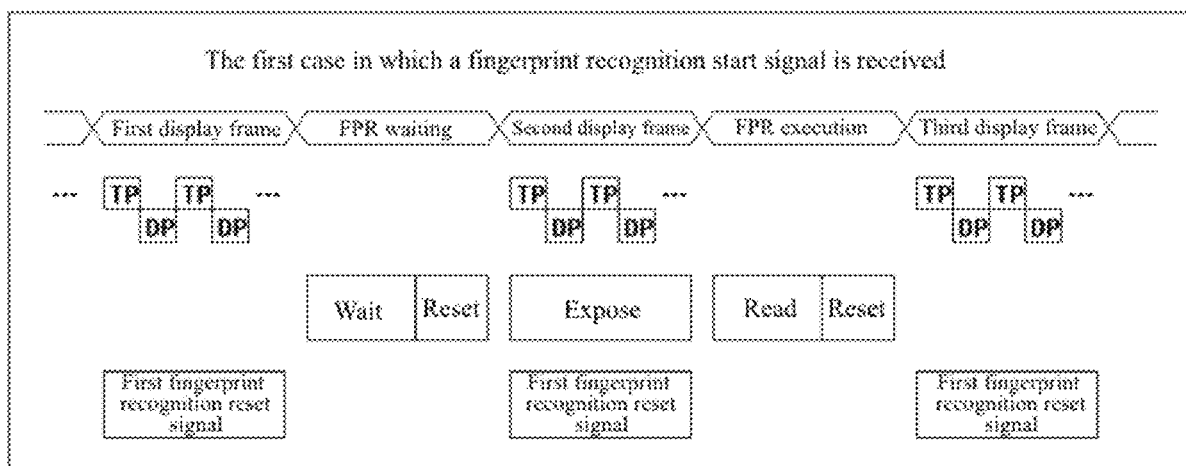 The first case in which a fingerprint recognition start signal is received
First display frame FPR waiting Second display frame FPR execution Third display frame
... TP TP ... TP TP ... TP TP ...
DP DP DP DP DP DP
Wait Reset Expose Read Reset
First fingerprint First fingerprint First fingerprint
recognition reset recognition reset recognition reset
signal signal signal